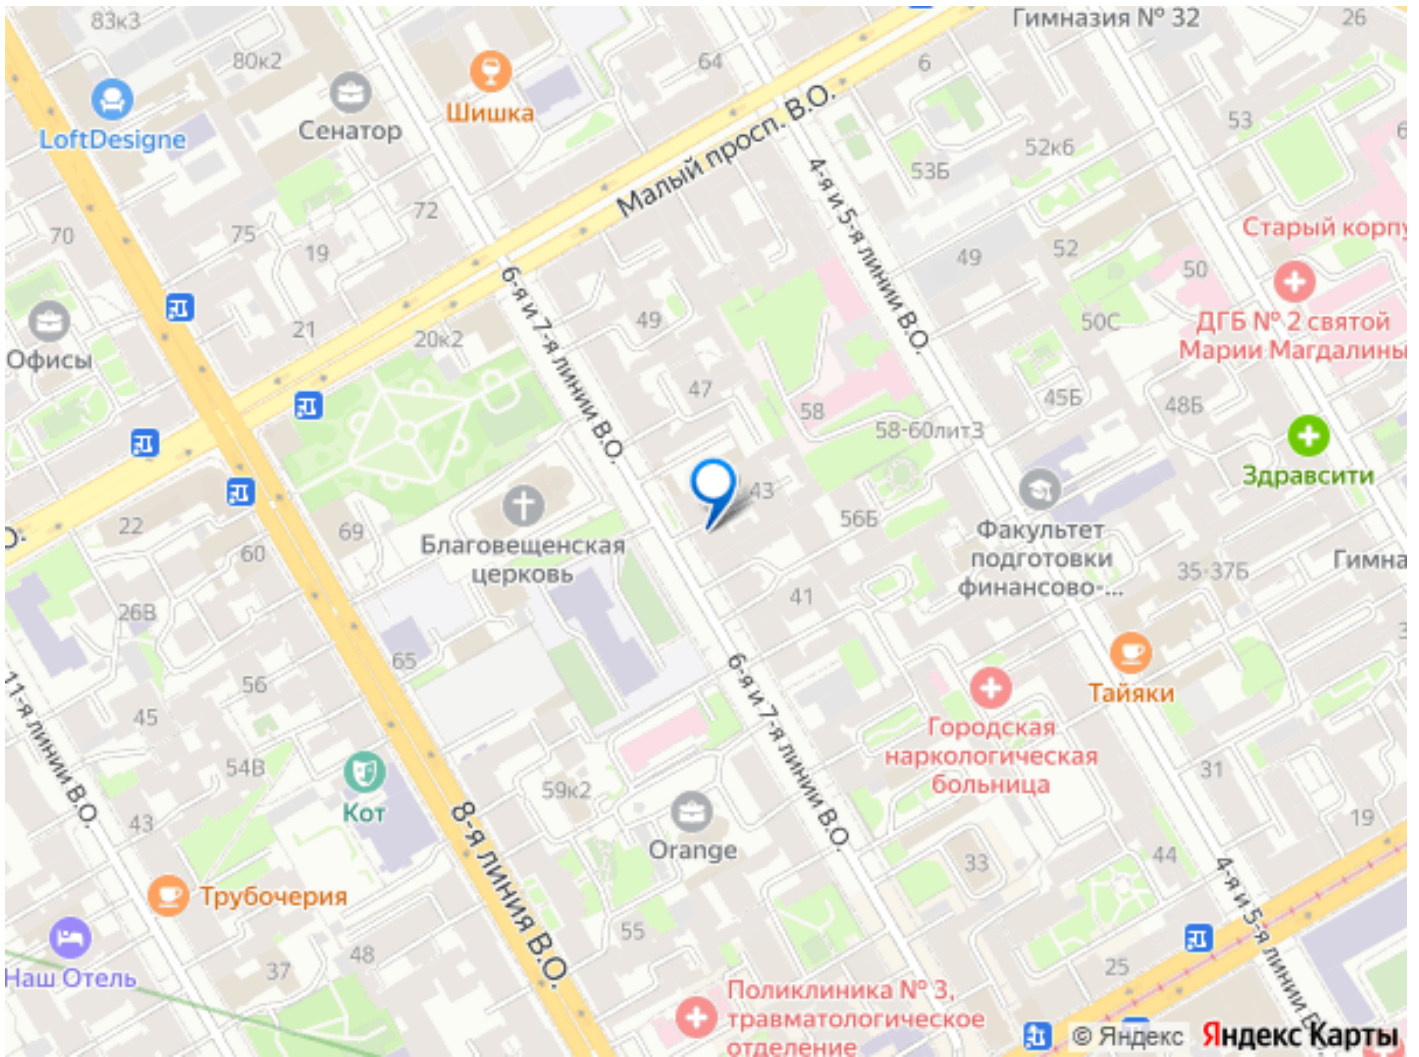 83к3
Гимназия № 32
26
80к2
64
6
LoftDesigne
Сенатор
Шишка
Малый просп. В.О.
4-я и 5-я линии В.О.
53
52к6
53Б
72
70
75
19
Старый корпу
49
52
50
6-я и 7-я линии В.О.
ДГБ № 2 святой
Марии Магдалины
50С
Офисы
21
20к2
49
47
58
58-60лит3
45Б
48Б
Здравсити
22
60
69
Благовещенская
церковь
43
56Б
Факультет
подготовки
финансово-...
35-37Б
Гимна
26В
41
65
56
45
11-я линии В.О.
6-я и 7-я линии В.О.
Тайяки
Городская
наркологическая
больница
54В
Кот
43
59к2
Orange
31
19
33
44
8-я линия В.О.
4-я и 5-я линии В
Трубочерия
55
Наш Отель
37
48
25
Поликлиника № 3,
травматологическое
отделение
© Яндекс
Яндекс Карты